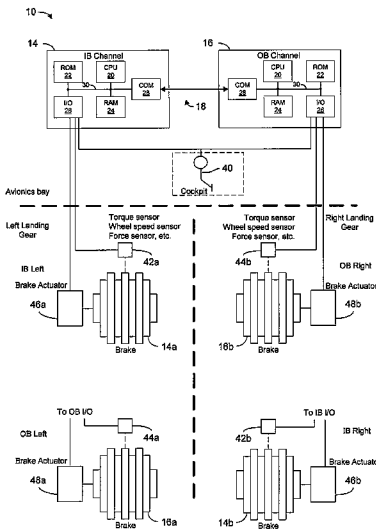 10
14
IB Channel
16
OB Channel
ROM
22
CPU
20
30
I/O
26
RAM
24
COM
28
18
COM
28
CPU
20
ROM
22
30
RAM
24
I/O
26
40
Cockpit
Avionics bay
Left Landing
Gear
Torque sensor
Wheel speed sensor
Force sensor, etc.
Torque sensor
Wheel speed sensor
Force sensor, etc.
Right Landing
Gear
IB Left
42a
44b
OB Right
Brake Actuator
46a
Brake
14a
Brake
16b
Brake Actuator
48b
To OB I/O
44a
OB Left
Brake Actuator
48a
Brake
16a
To IB I/O
42b
IB Right
Brake Actuator
46b
Brake
14b